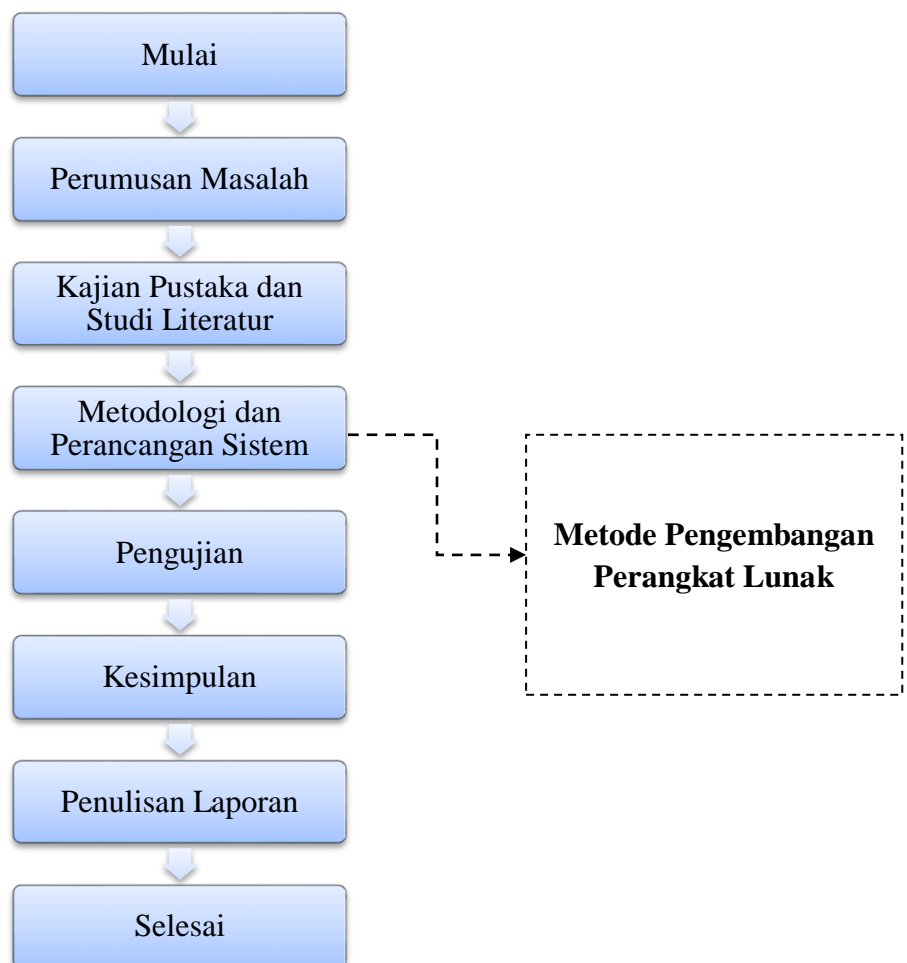 Mulai
Perumusan Masalah
Kajian Pustaka dan
Studi Literatur
Metodologi dan
Perancangan Sistem
Metode Pengembangan
Perangkat Lunak
Pengujian
Kesimpulan
Penulisan Laporan
Selesai